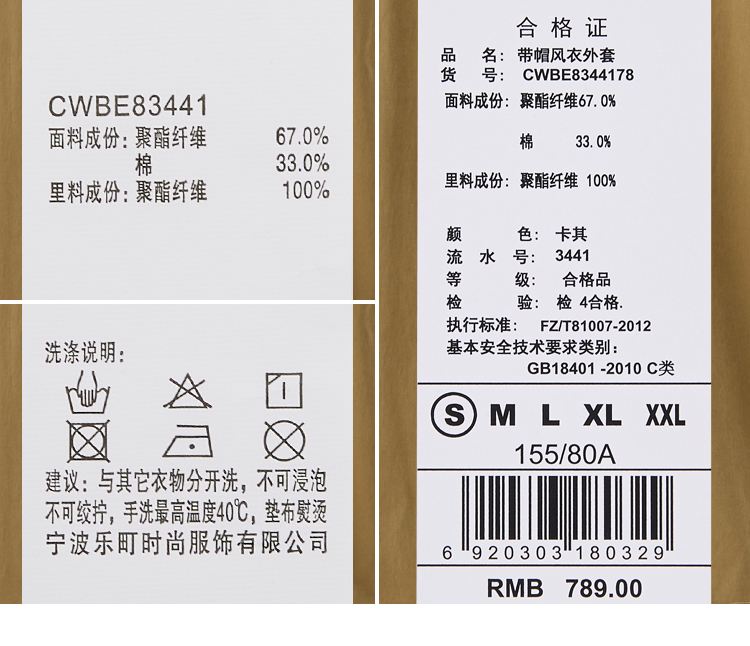 CWBE83441
面料成份：聚酯纤维 67.0%
棉 33.0%
里料成份：聚酯纤维 100%
洗涤说明：
建议：与其它衣物分开洗，不可浸泡
不可绞拧，手洗最高温度40℃，垫布熨烫
宁波乐町时尚服饰有限公司
合格证
品 名：带帽风衣外套
货 号：CWBE8344178
面料成份：聚酯纤维67.0%
棉 33.0%
里料成份：聚酯纤维 100%
颜 色：卡其
流 水 号：3441
等 级：合格品
检 验：检 4合格.
执行标准：FZ/T81007-2012
基本安全技术要求类别：
GB18401 -2010 C类
S M L XL XXL
155/80A
6 920303 180329
RMB 789.00